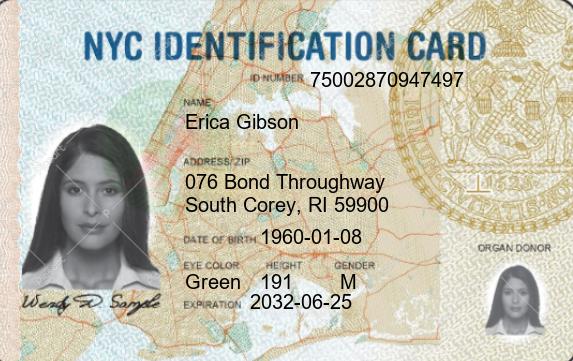 NYC IDENTIFICATION CARD
ID NUMBER 75002870947497
NAME
Erica Gibson
ADDRESS/ZIP
076 Bond Throughway
South Corey, RI 59900
DATE OF BIRTH 1960-01-08
ORGAN DONOR
EYE COLOR HEIGHT GENDER
Green 191 M
Wendy D Sample
EXPIRATION 2032-06-25